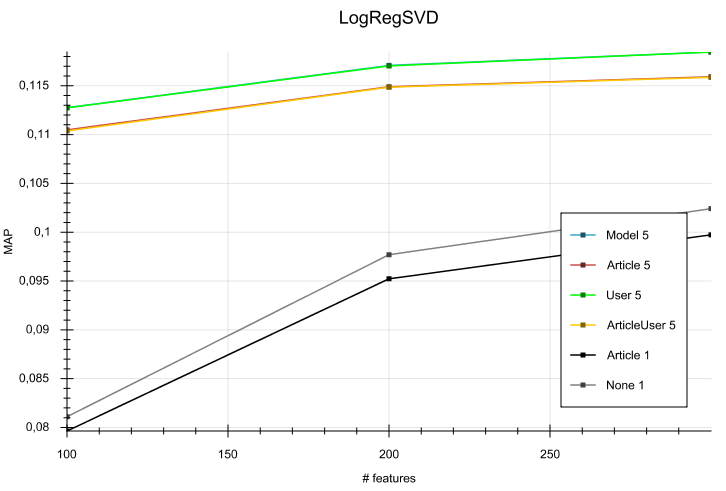 LogRegSVD
0,115
0,11
0,105
0,1
0,095
0,09
0,085
0,08
MAP
100
150
200
250
# features
Model 5
Article 5
User 5
ArticleUser 5
Article 1
None 1